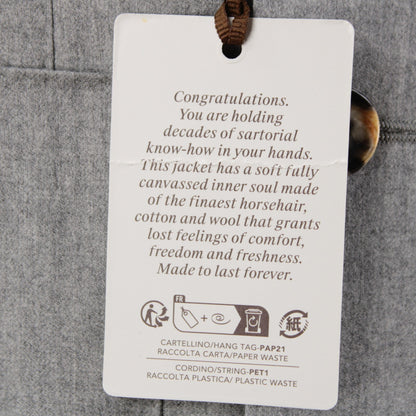 Congratulations.
You are holding
decades of sartorial
know-how in your hands.
This jacket has a soft fully
canvassed inner soul made
of the finaest horsehair,
cotton and wool that grants
lost feelings of comfort,
freedom and freshness.
Made to last forever.
FR
+
紙
CARTELLINO/HANG TAG-PAP21
RACCOLTA CARTA/PAPER WASTE
CORDINO/STRING-PET1
RACCOLTA PLASTICA/ PLASTIC WASTE